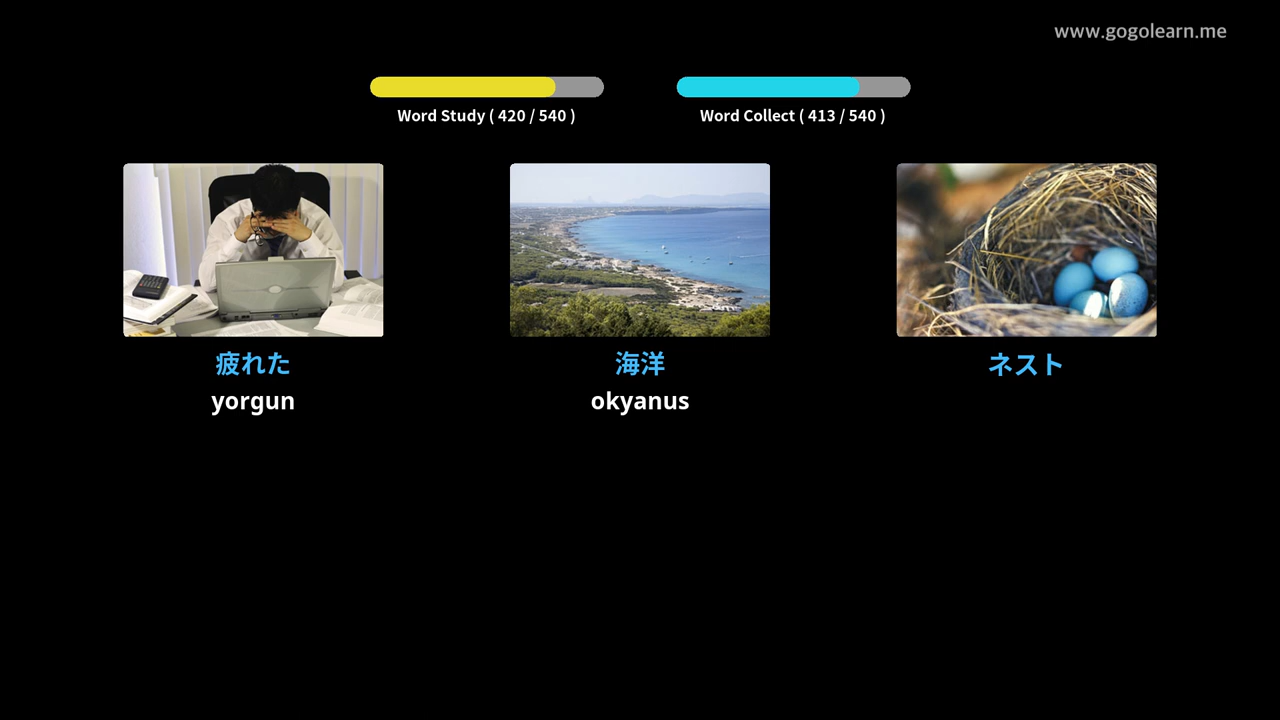 www.gogolearn.me
Word Study ( 420 / 540 )
Word Collect ( 413 / 540 )
疲れた
yorgun
海洋
okyanus
ネスト